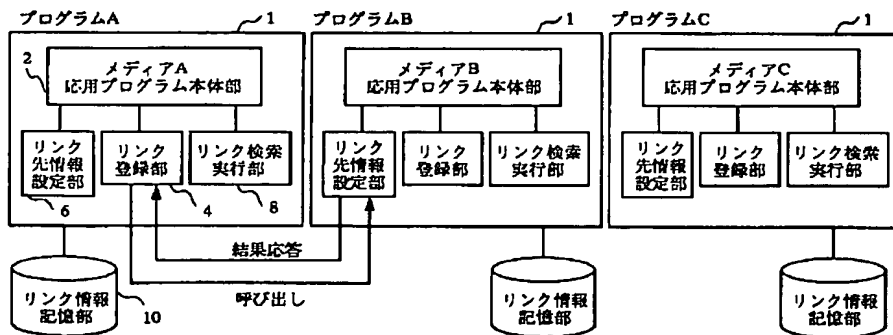 プログラムA
1
プログラムB
1
プログラムC
1
2
メディアA
応用プログラム本体部
メディアB
応用プログラム本体部
メディアC
応用プログラム本体部
リンク
先情報
設定部
リンク
登録部
リンク検索
実行部
リンク
先情報
設定部
リンク
登録部
リンク検索
実行部
リンク
先情報
設定部
リンク
登録部
リンク検索
実行部
6
4
8
結果応答
呼び出し
リンク情報
記憶部
10
リンク情報
記憶部
リンク情報
記憶部